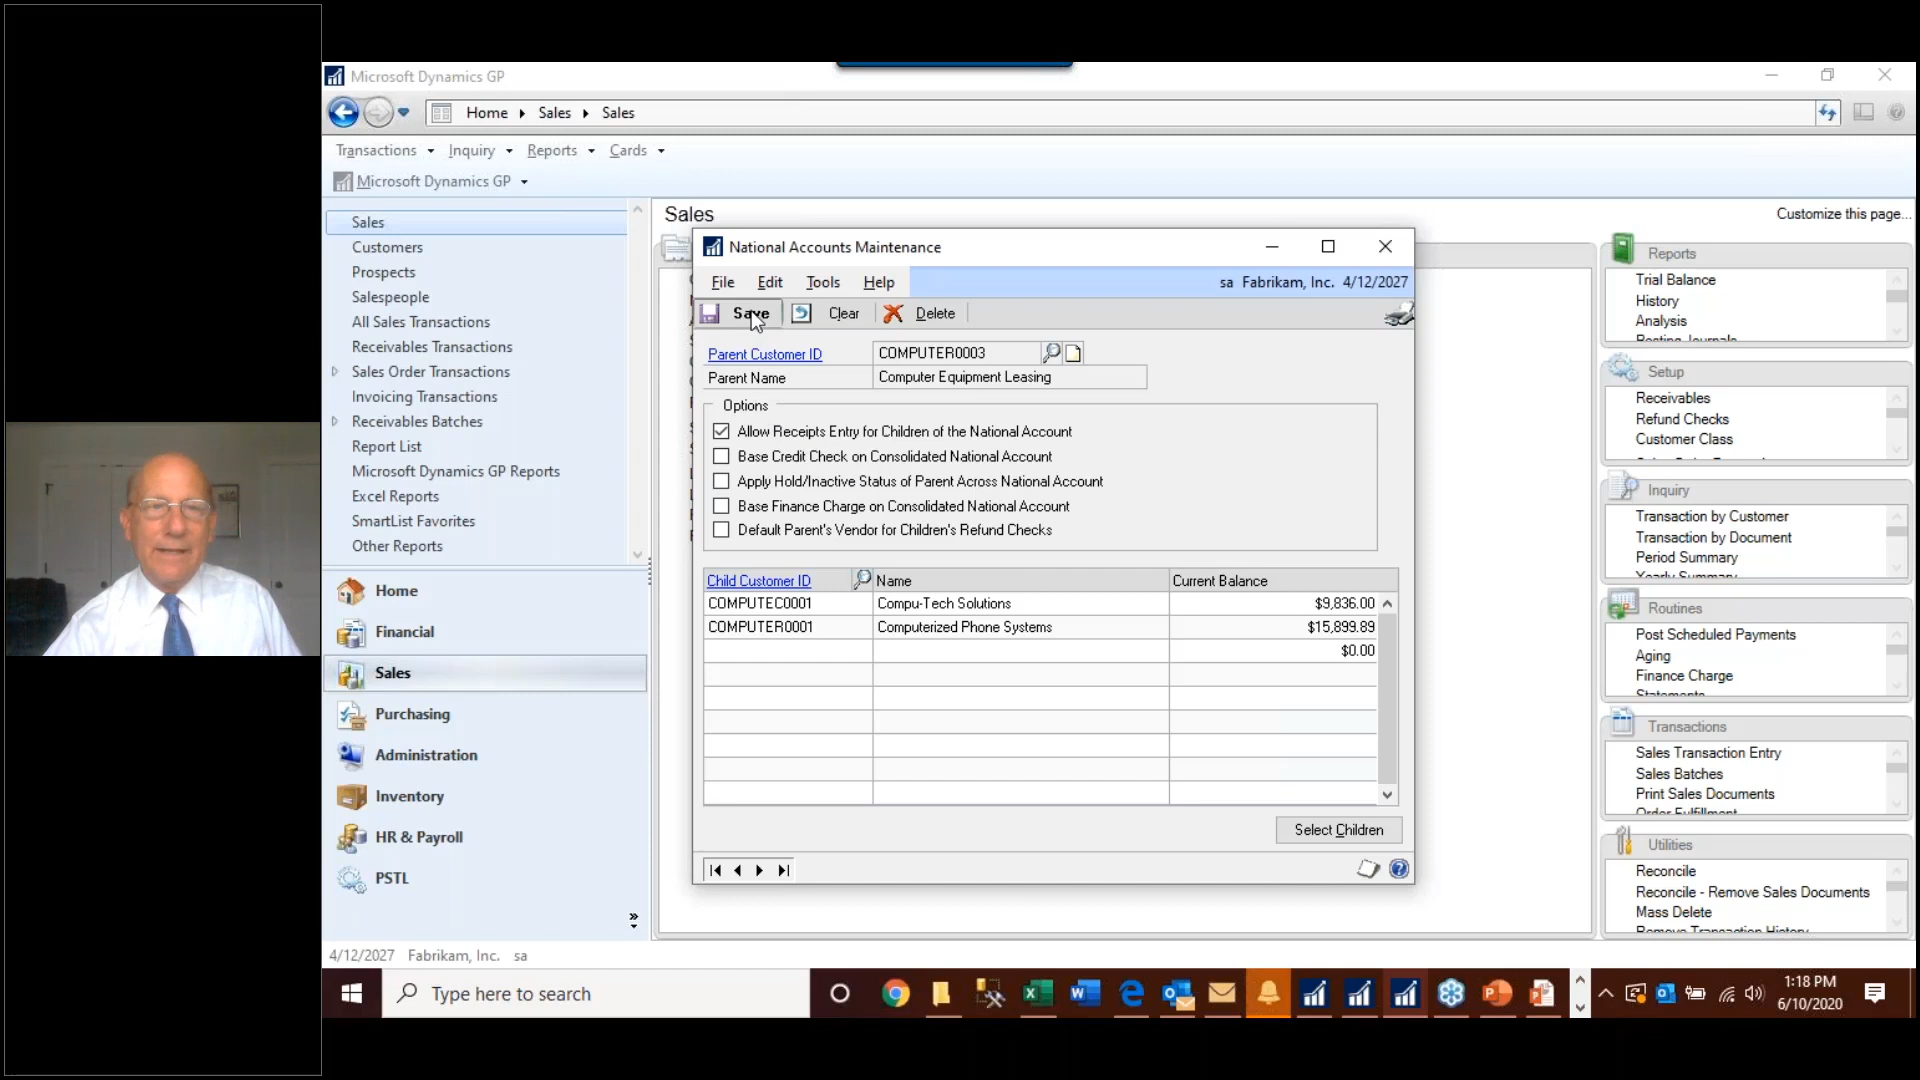 Microsoft Dynamics GP
Home Sales Sales
Transactions Inquiry Reports Cards
Microsoft Dynamics GP
Sales
Customers
Prospects
Salespeople
All Sales Transactions
Receivables Transactions
Sales Order Transactions
Invoicing Transactions
Receivables Batches
Report List
Microsoft Dynamics GP Reports
Excel Reports
SmartList Favorites
Other Reports
Home
Financial
Sales
Purchasing
Administration
Inventory
HR & Payroll
PSTL
4/12/2027 Fabrikam, Inc. sa
Sales
Customize this page...
National Accounts Maintenance
File Edit Tools Help
sa Fabrikam, Inc. 4/12/2027
Save Clear Delete
Parent Customer ID COMPUTER0003
Parent Name Computer Equipment Leasing
Options
Allow Receipts Entry for Children of the National Account
Base Credit Check on Consolidated National Account
Apply Hold/Inactive Status of Parent Across National Account
Base Finance Charge on Consolidated National Account
Default Parent's Vendor for Children's Refund Checks
Child Customer ID Name Current Balance
COMPUTEC0001 Compu-Tech Solutions $9,836.00
COMPUTER0001 Computerized Phone Systems $15,899.89
$0.00
Select Children
Reports
Trial Balance
History
Analysis
Posting Journals
Setup
Receivables
Refund Checks
Customer Class
Inquiry
Transaction by Customer
Transaction by Document
Period Summary
Yearly Summary
Routines
Post Scheduled Payments
Aging
Finance Charge
Statements
Transactions
Sales Transaction Entry
Sales Batches
Print Sales Documents
Order Fulfillment
Utilities
Reconcile
Reconcile - Remove Sales Documents
Mass Delete
Remove Transaction History
Type here to search
1:18 PM
6/10/2020